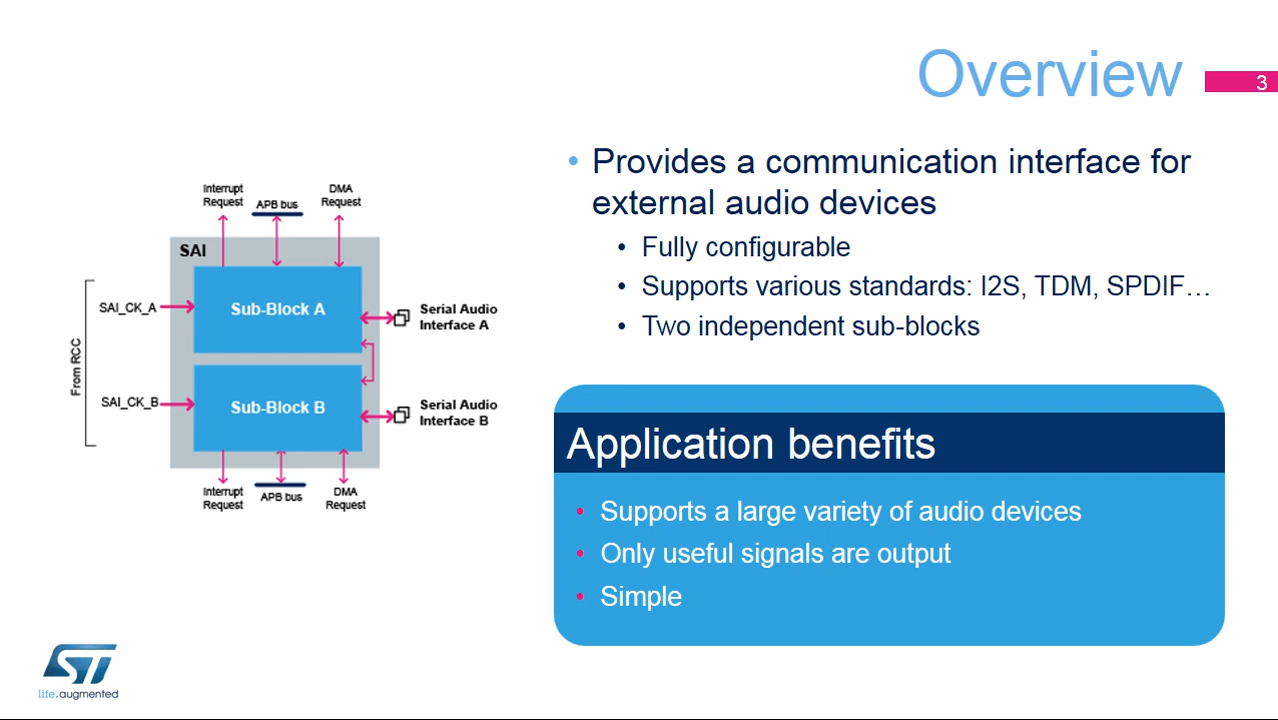 Overview
3
• Provides a communication interface for
external audio devices
• Fully configurable
• Supports various standards: I2S, TDM, SPDIF…
• Two independent sub-blocks
Interrupt
Request
APB bus
DMA
Request
SAI
From RCC
SAI_CK_A
Sub-Block A
Serial Audio
Interface A
SAI_CK_B
Sub-Block B
Serial Audio
Interface B
Interrupt
Request
APB bus
DMA
Request
Application benefits
• Supports a large variety of audio devices
• Only useful signals are output
• Simple
ST
life.augmented